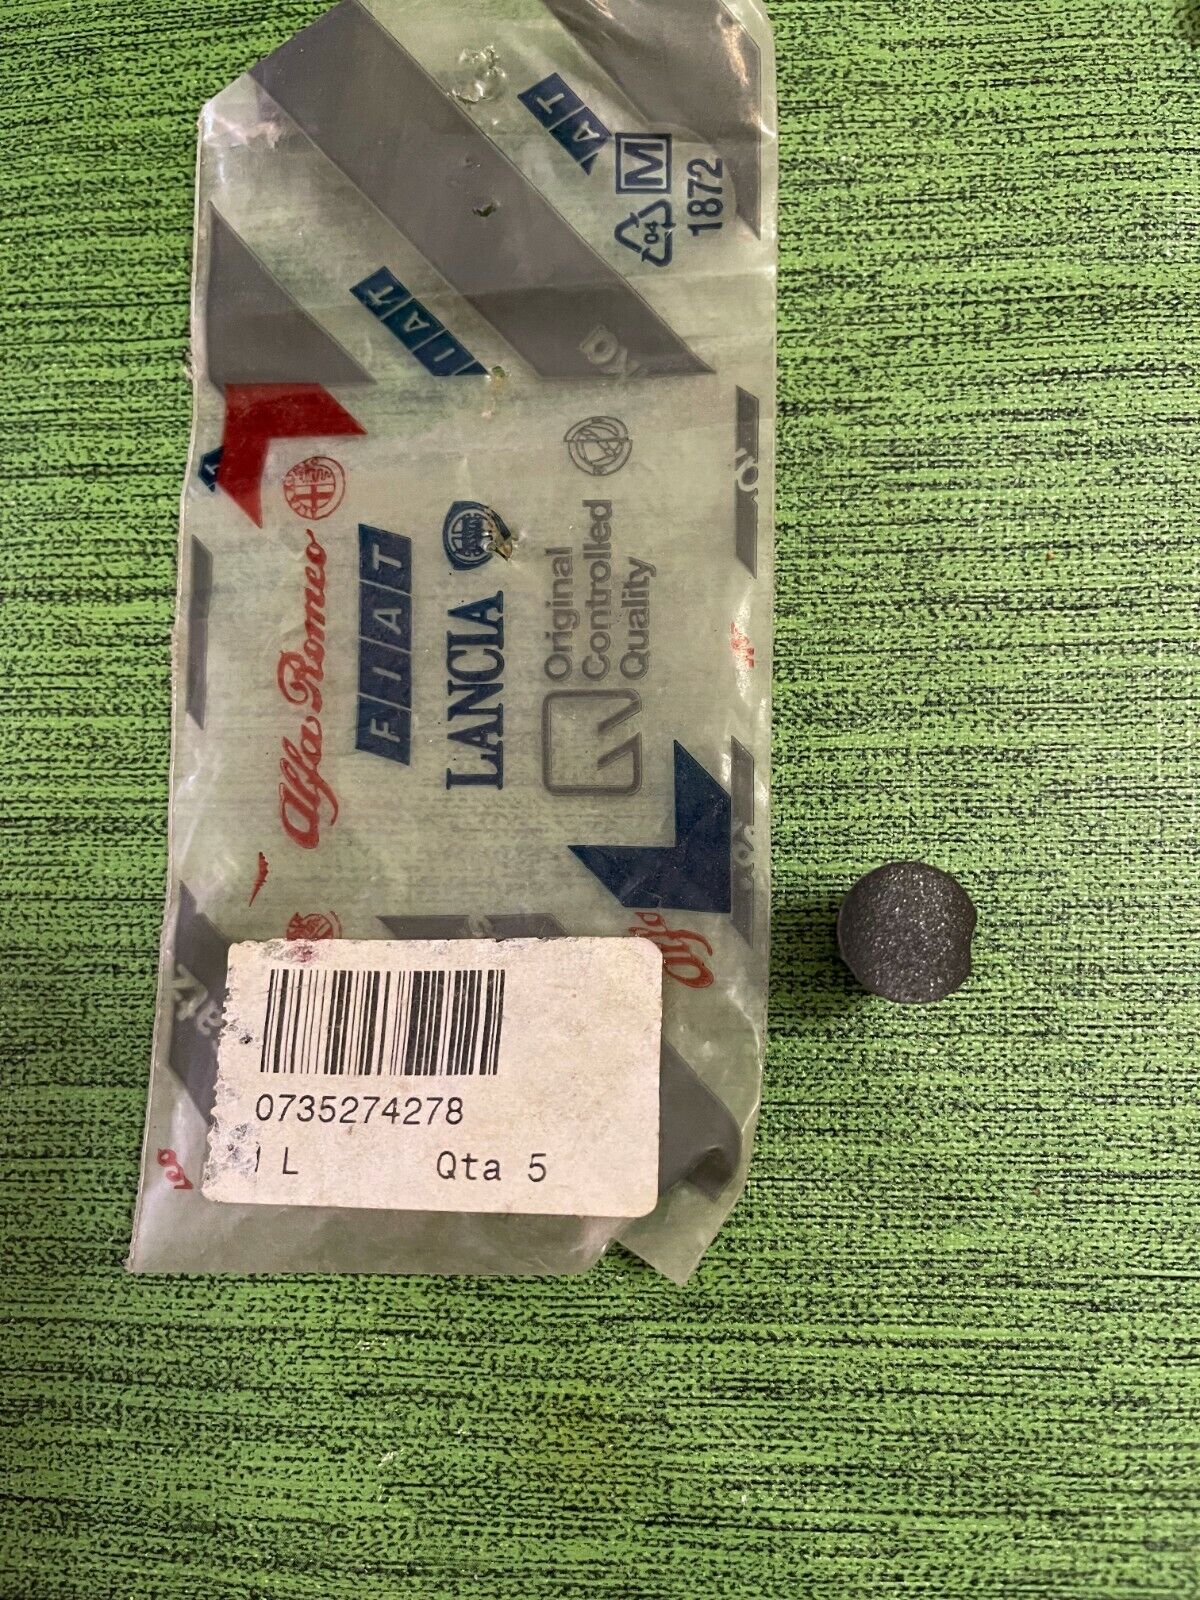 FIAT
M
04
1872
Alfa Romeo
FIAT
LANCIA
Original
Controlled
Quality
0735274278
L Qta 5